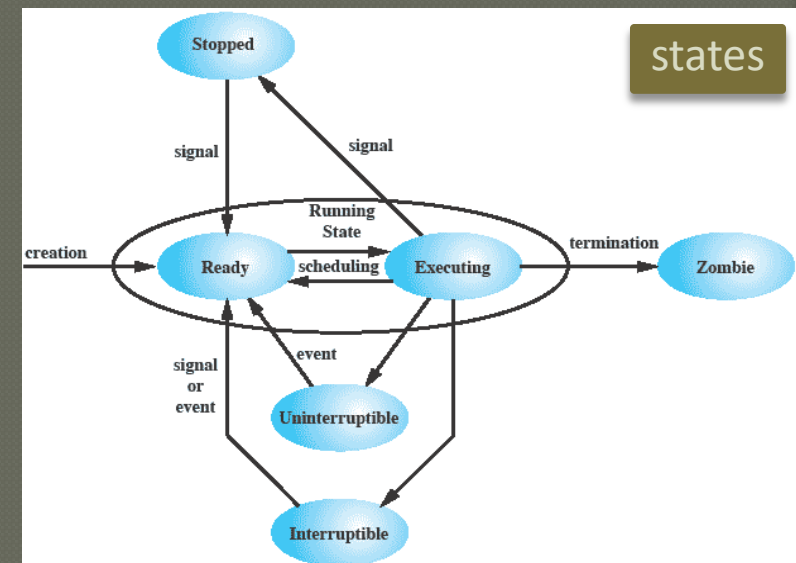 states
Stopped
signal
signal
Running
State
creation
Ready
scheduling
Executing
termination
Zombie
event
signal
or
event
Uninterruptible
Interruptible